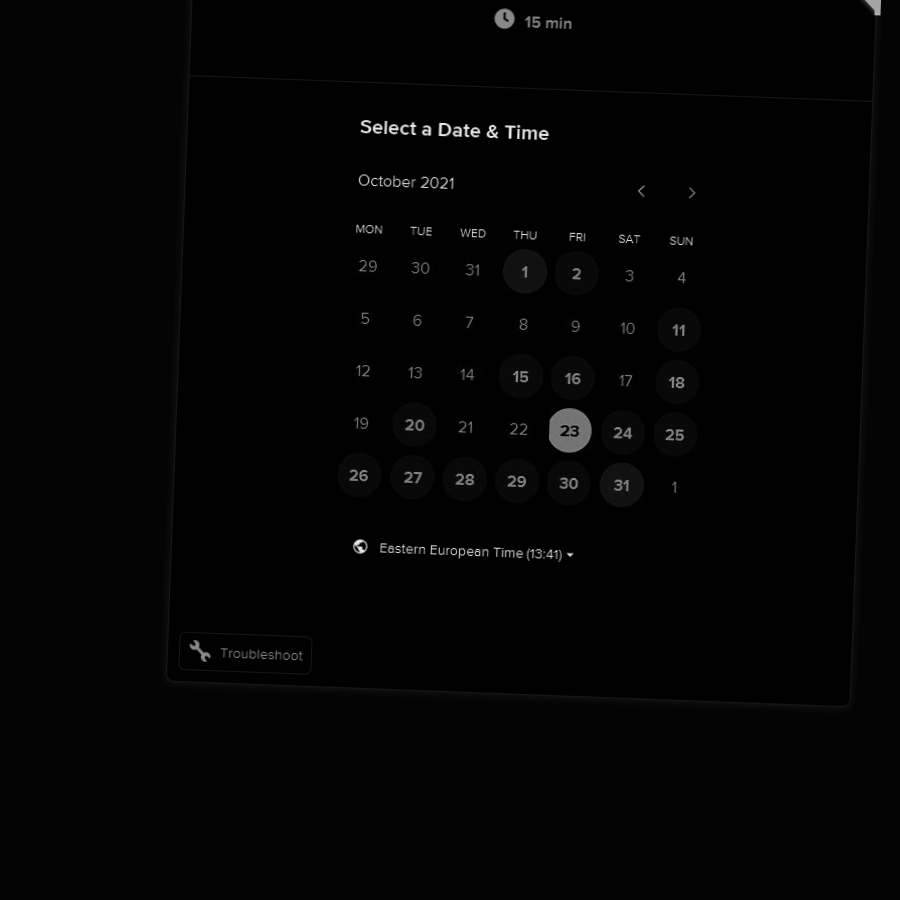 15 min
Select a Date & Time
October 2021
MON TUE WED THU FRI SAT SUN
29 30 31 1 2 3 4
5 6 7 8 9 10 11
12 13 14 15 16 17 18
19 20 21 22 23 24 25
26 27 28 29 30 31 1
Eastern European Time (13:41)
Troubleshoot